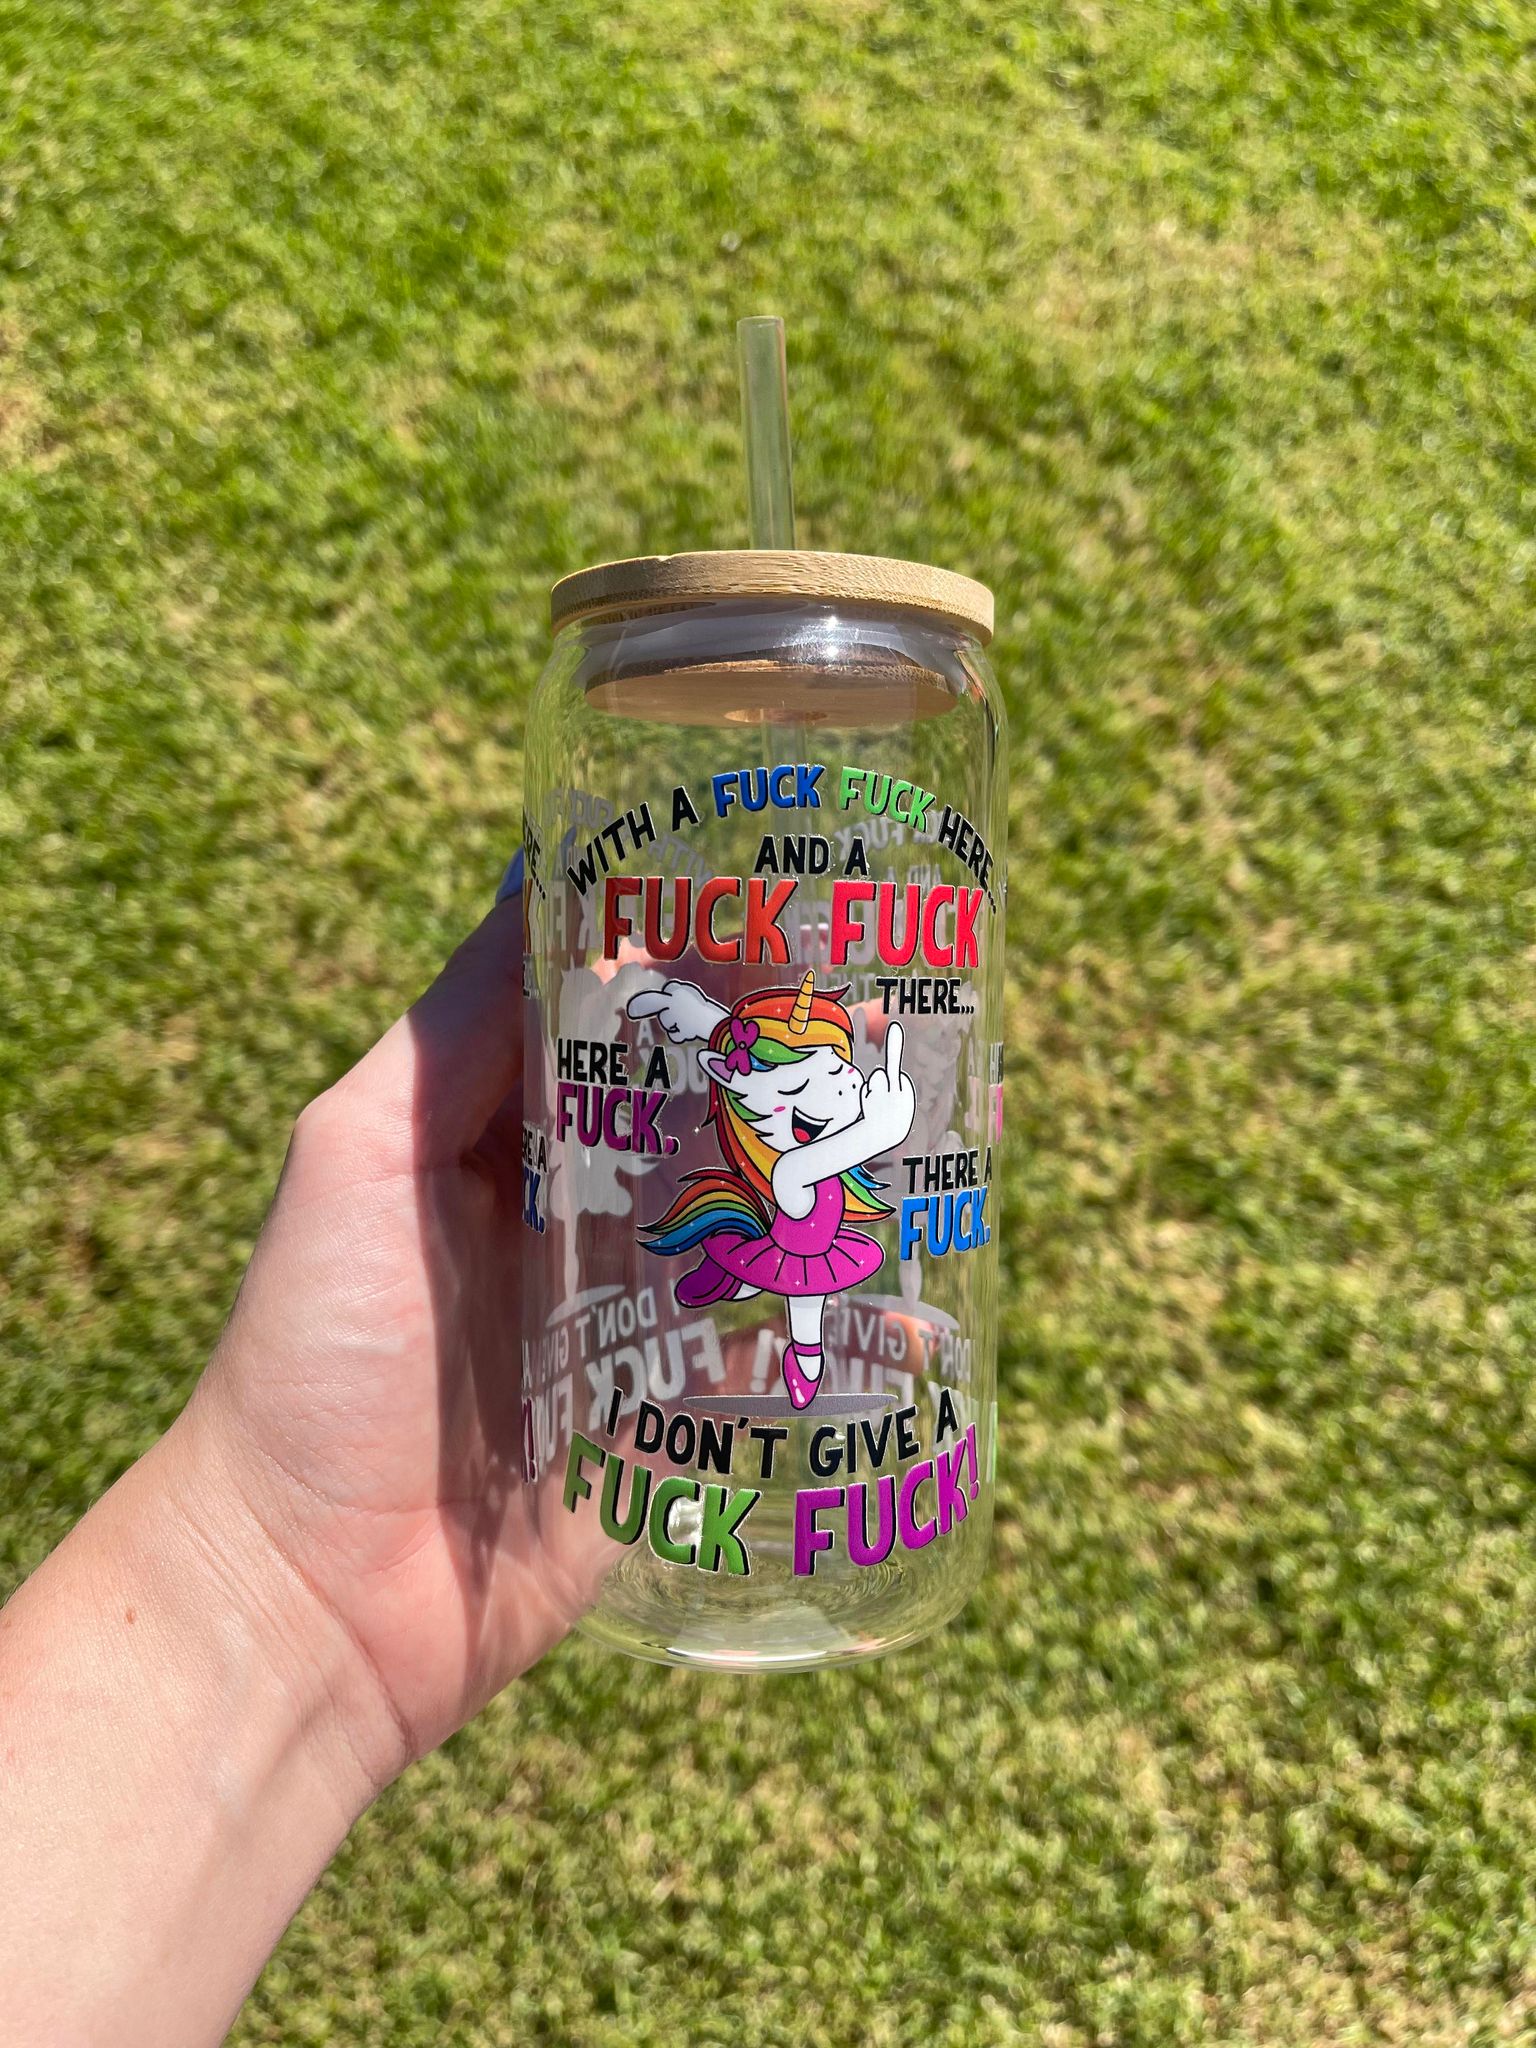 WITH A FUCK FUCK HERE...
AND A
FUCK FUCK
THERE...
HERE A
FUCK.
THERE A
FUCK.
I DON'T GIVE A
FUCK FUCK!